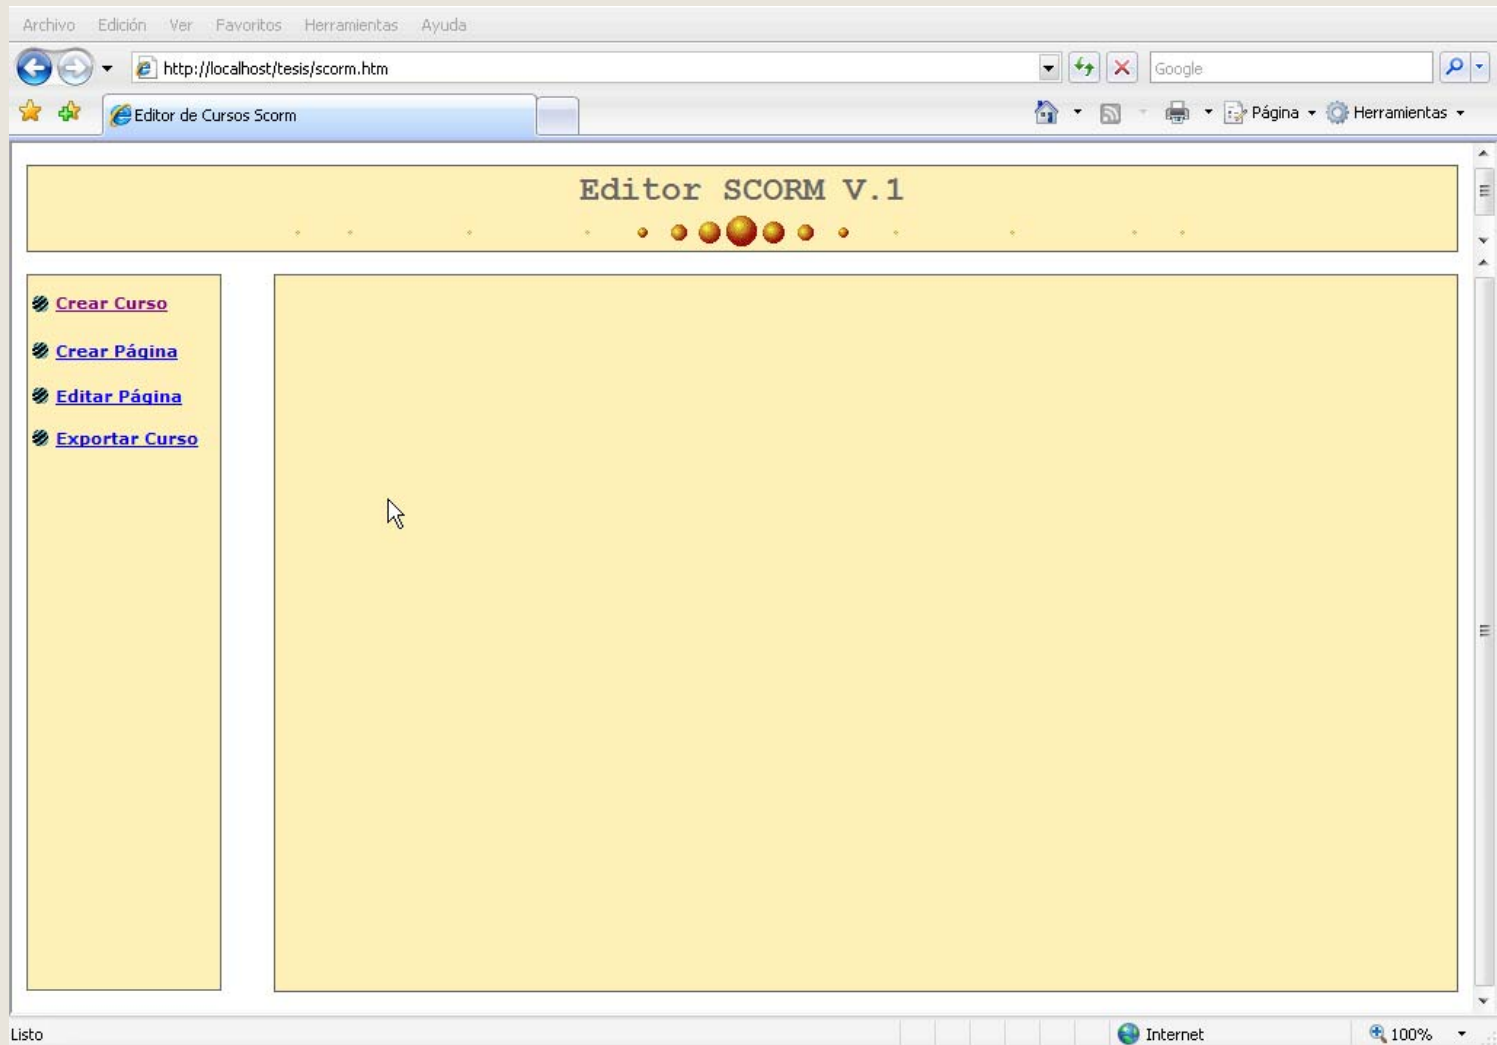 Archivo Edición Ver Favoritos Herramientas Ayuda
http://localhost/tesis/scorm.htm
Google
Editor de Cursos Scorm
Página Herramientas
Editor SCORM V.1
Crear Curso
Crear Página
Editar Página
Exportar Curso
Listo Internet 100%